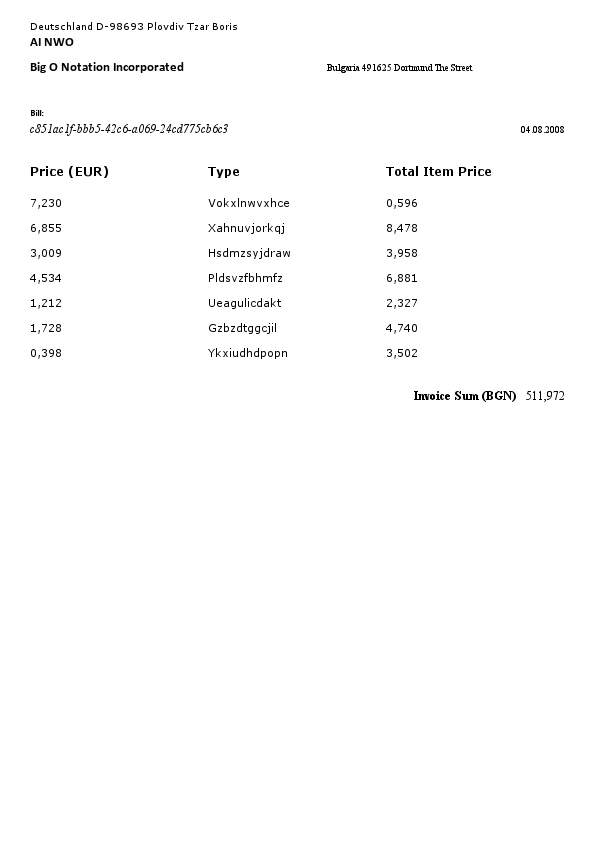 Deutschland D-98693 Plovdiv Tzar Boris
AI NWO
Big O Notation Incorporated Bulgaria 491625 Dortmund The Street
Bill:
c851ac1f-bbb5-42c6-a069-24cd775cb6c3 04.08.2008
Price (EUR) Type Total Item Price
7,230 Vokxlnwvxhce 0,596
6,855 Xahnuvjorkqj 8,478
3,009 Hsdmzsyjdraw 3,958
4,534 Pldsvzfbhmfz 6,881
1,212 Ueagulicdakt 2,327
1,728 Gzbzdtggcjil 4,740
0,398 Ykxiudhdpopn 3,502
Invoice Sum (BGN) 511,972